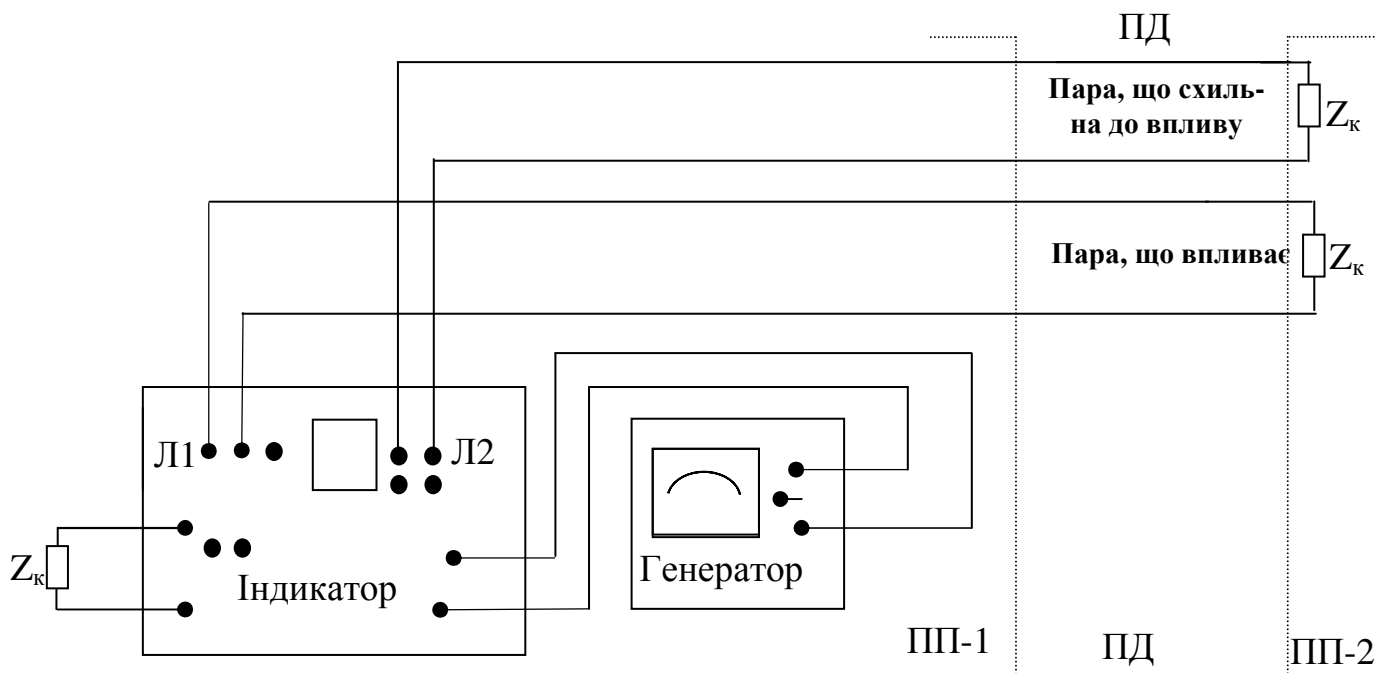 ПД
Пара, що схиль-
на до впливу
Zк
Пара, що впливає
Zк
Л1
Л2
Zк
Індикатор
Генератор
ПП-1
ПД
ПП-2